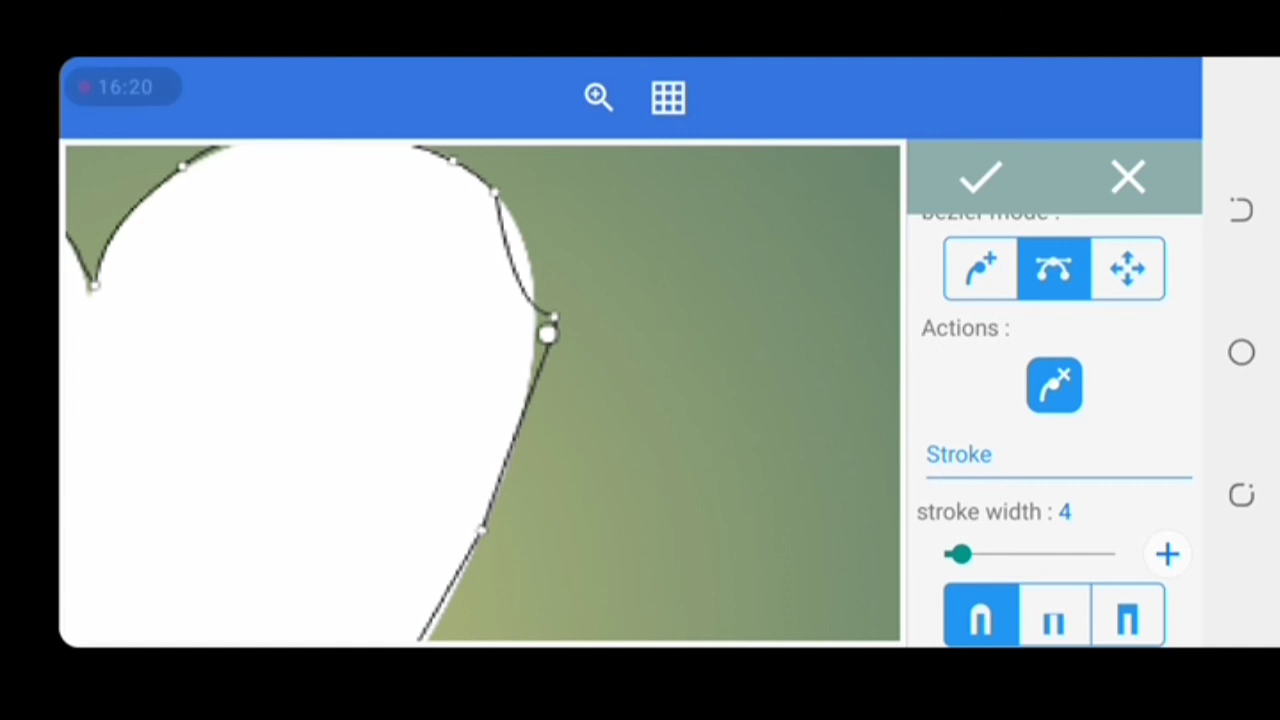 16:20
bezier mode :
Actions :
Stroke
stroke width : 4